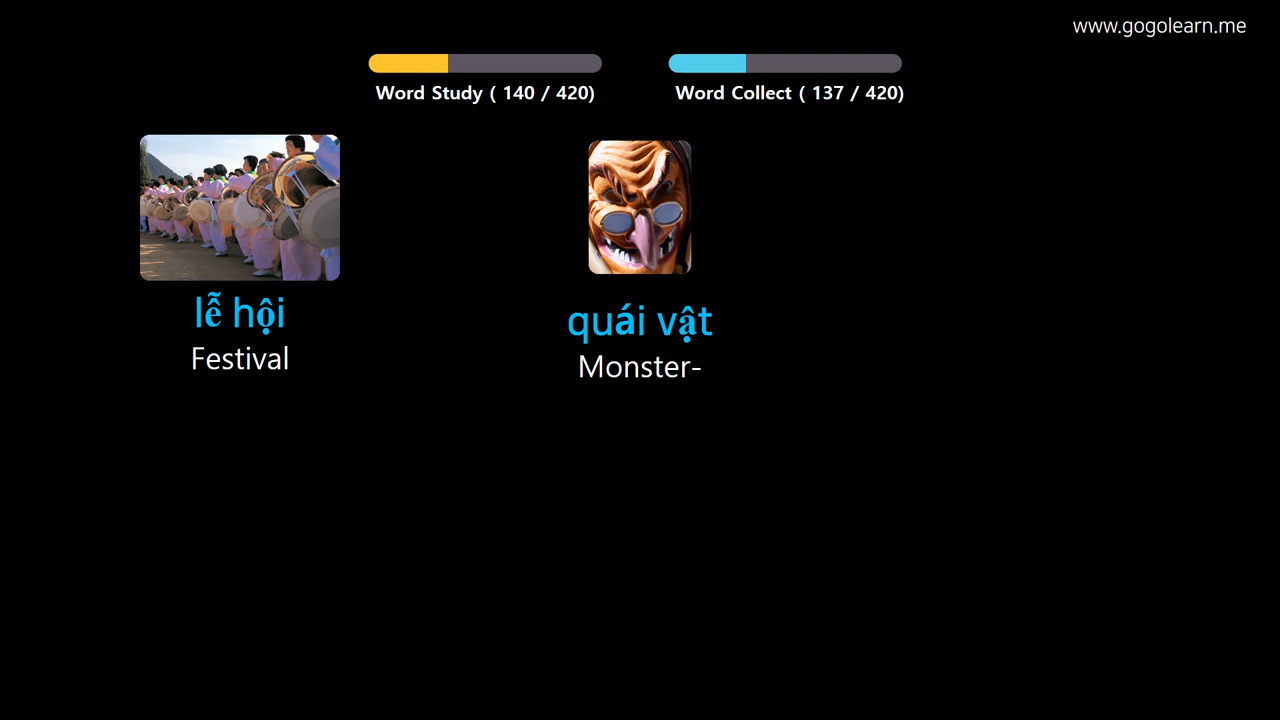 www.gogolearn.me
Word Study ( 140 / 420)
Word Collect ( 137 / 420)
lễ hội
Festival
quái vật
Monster-